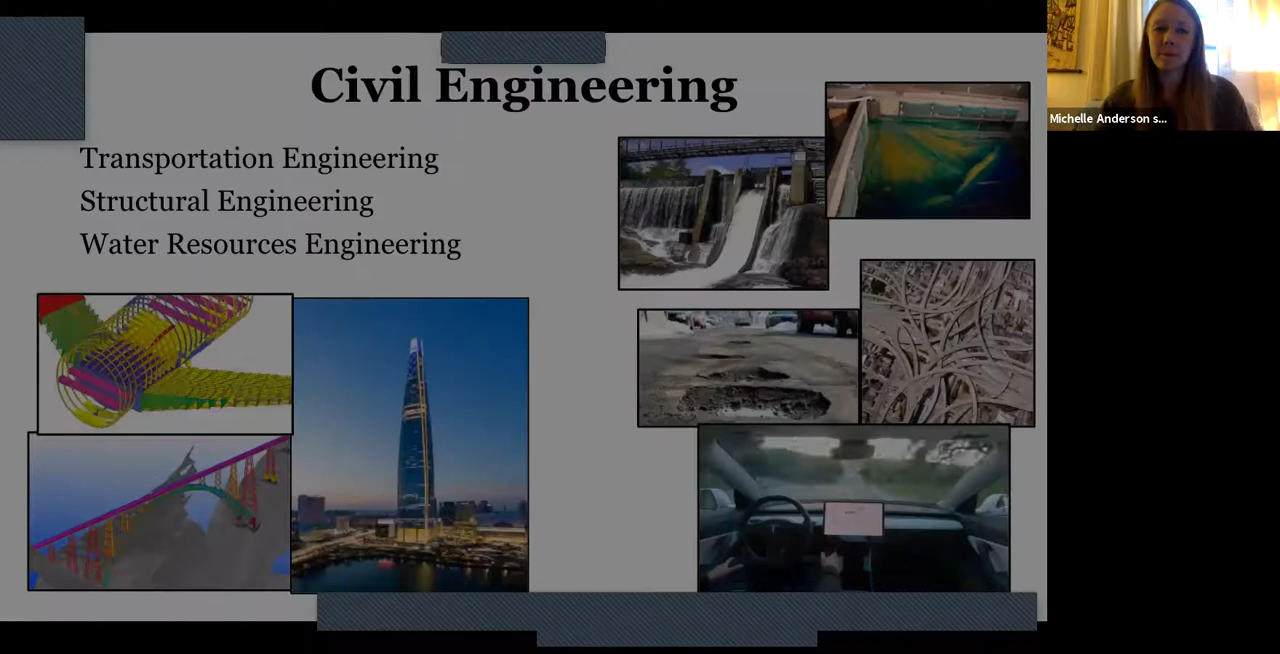 Civil Engineering
Transportation Engineering
Structural Engineering
Water Resources Engineering
Michelle Anderson s...